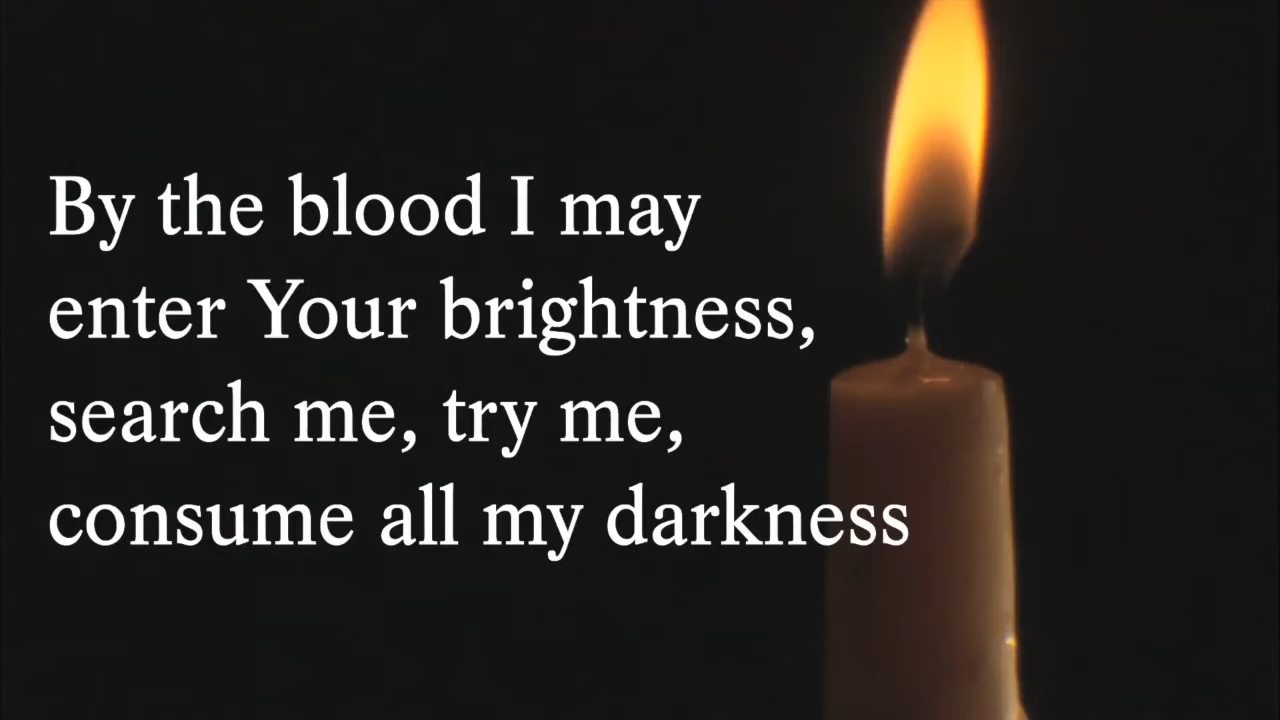 By the blood I may
enter Your brightness,
search me, try me,
consume all my darkness